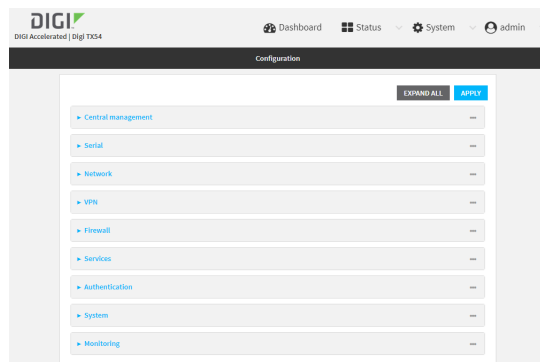 DIGI
DIGI Accelerated | Digi TX54
Dashboard Status System admin
Configuration
EXPAND ALL APPLY
Central management
Serial
Network
VPN
Firewall
Services
Authentication
System
Monitoring